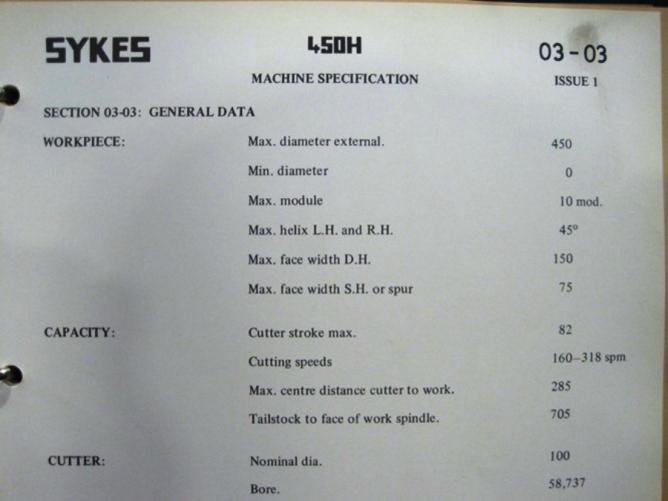 SYKES 450H 03-03
MACHINE SPECIFICATION ISSUE 1
SECTION 03-03: GENERAL DATA
WORKPIECE: Max. diameter external. 450
Min. diameter 0
Max. module 10 mod.
Max. helix L.H. and R.H. 45°
Max. face width D.H. 150
Max. face width S.H. or spur 75
CAPACITY: Cutter stroke max. 82
Cutting speeds 160–318 spm
Max. centre distance cutter to work. 285
Tailstock to face of work spindle. 705
CUTTER: Nominal dia. 100
Bore. 58,737